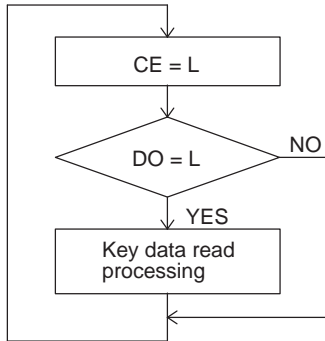 CE = L
DO = L
NO
YES
Key data read
processing